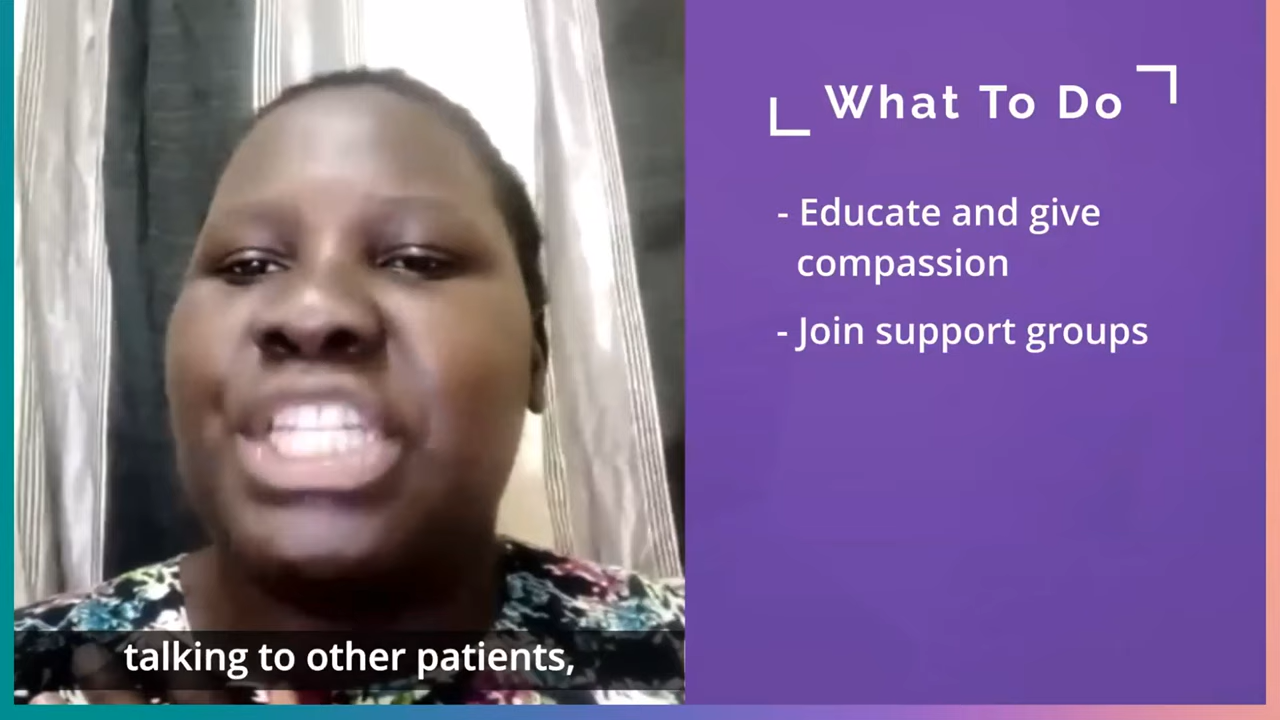 What To Do
- Educate and give
compassion
- Join support groups
talking to other patients,